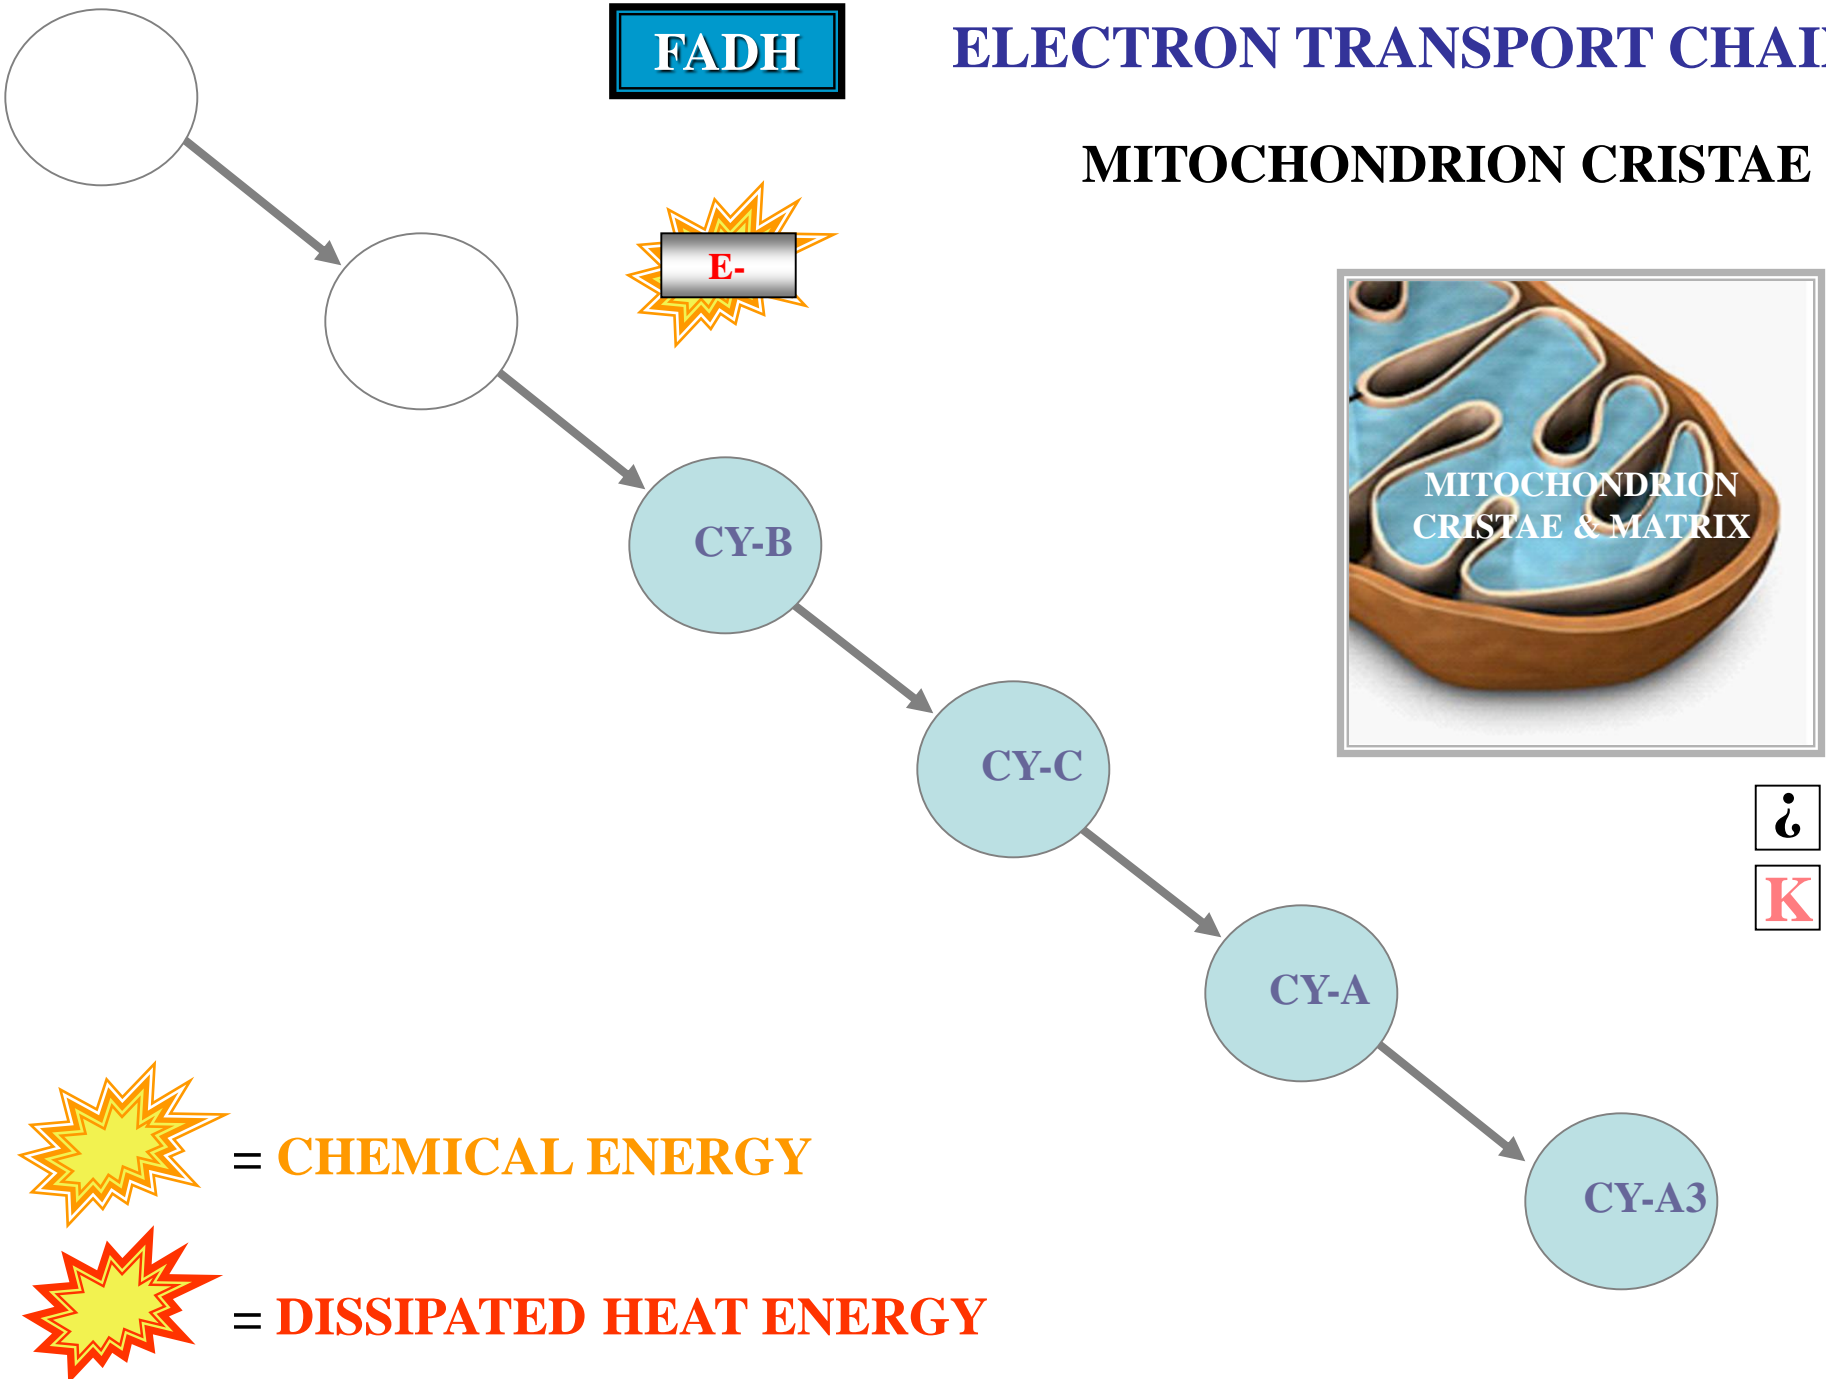 FADH
ELECTRON TRANSPORT CHAI
MITOCHONDRION CRISTAE
E-
MITOCHONDRION
CRISTAE & MATRIX
CY-B
CY-C
¿
K
CY-A
CY-A3
= CHEMICAL ENERGY
= DISSIPATED HEAT ENERGY